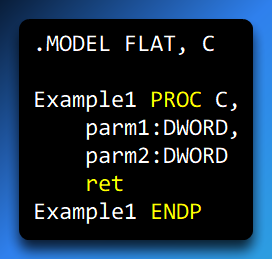 .MODEL FLAT, C

Example1 PROC C,
    parm1:DWORD,
    parm2:DWORD
    ret
Example1 ENDP